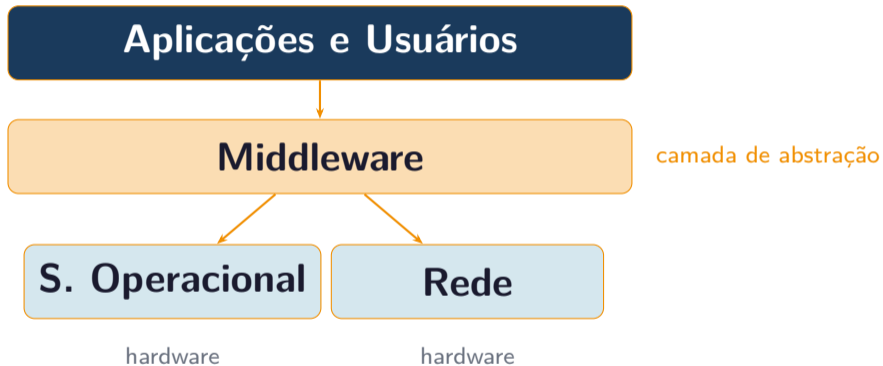 Aplicações e Usuários
Middleware
camada de abstração
S. Operacional
Rede
hardware
hardware